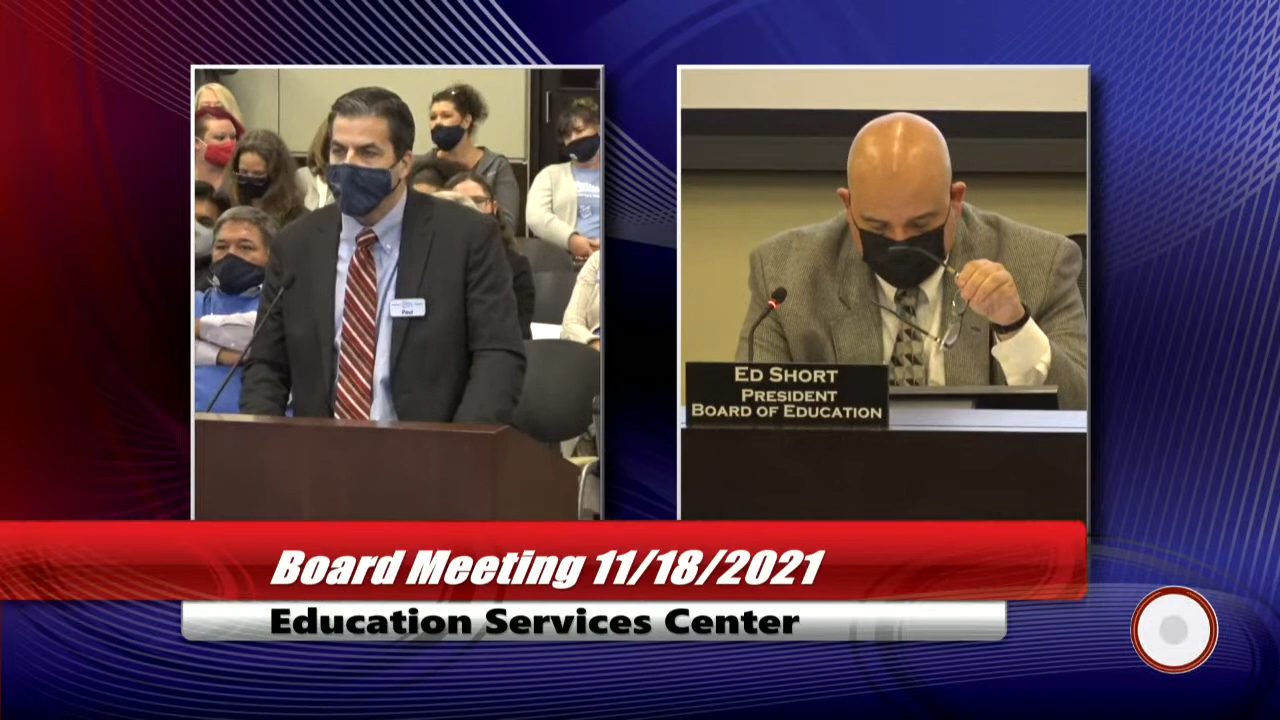 Paul
ED SHORT
PRESIDENT
BOARD OF EDUCATION
Board Meeting 11/18/2021
Education Services Center